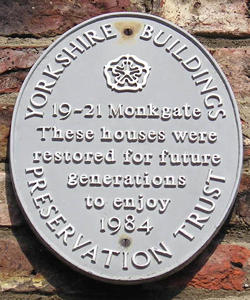 YORKSHIRE BUILDINGS
19-21 Monkgate
These houses were
restored for future
generations
to enjoy
1984
PRESERVATION TRUST